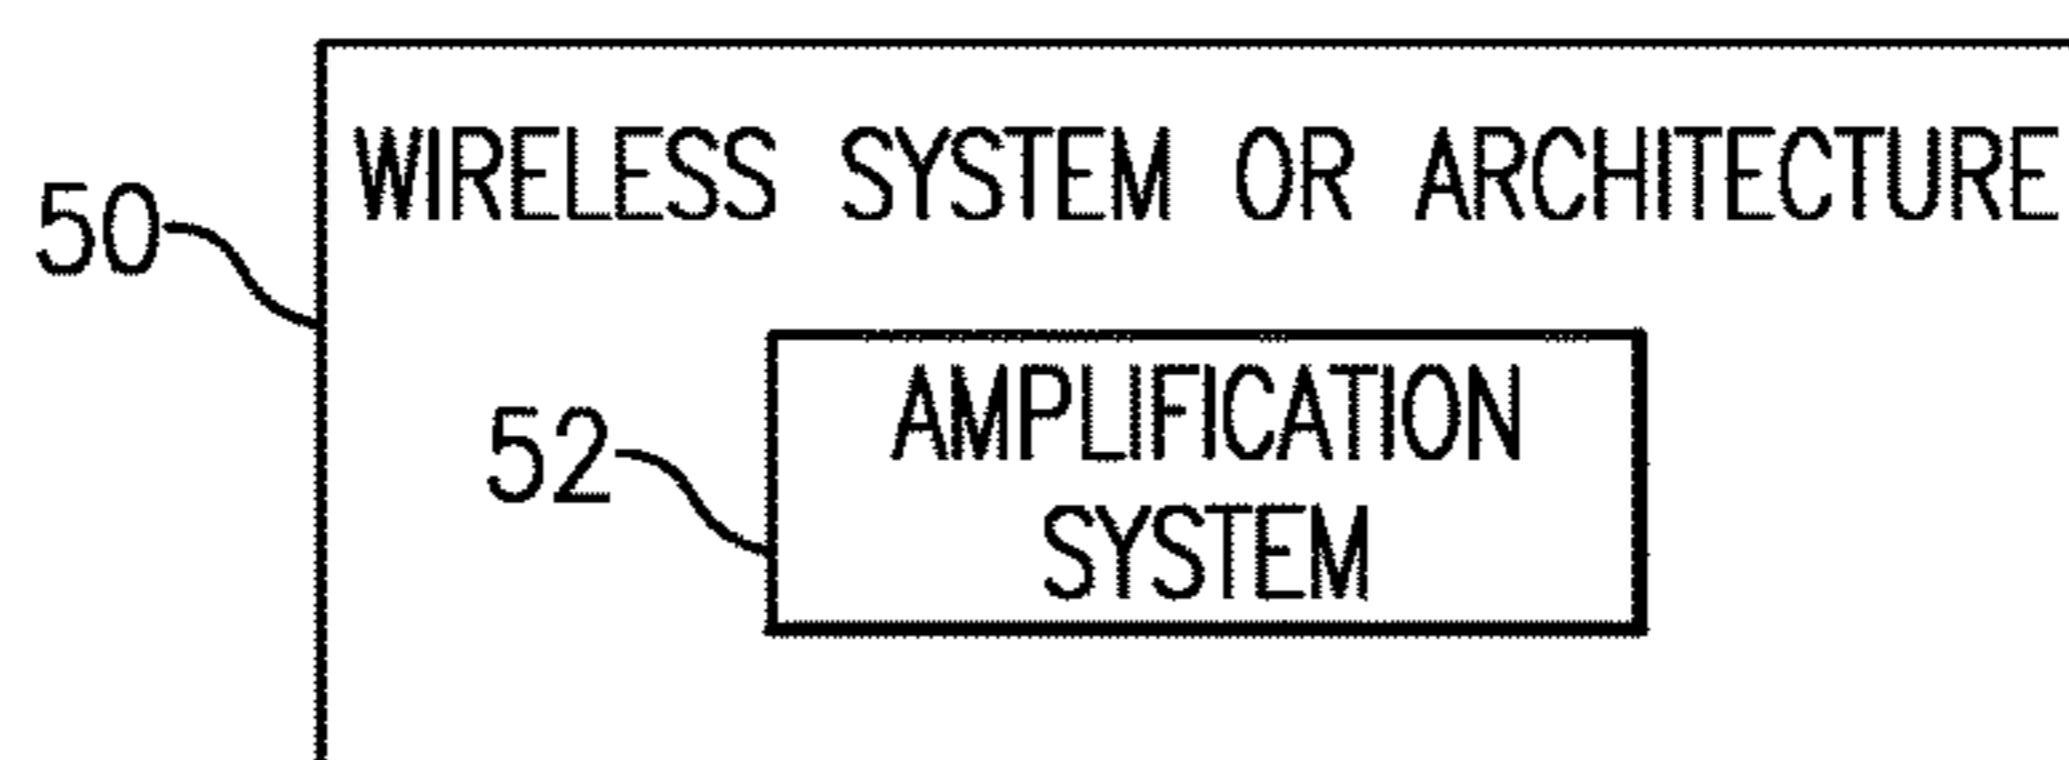 WIRELESS SYSTEM OR ARCHITECTURE
50
AMPLIFICATION
52
SYSTEM